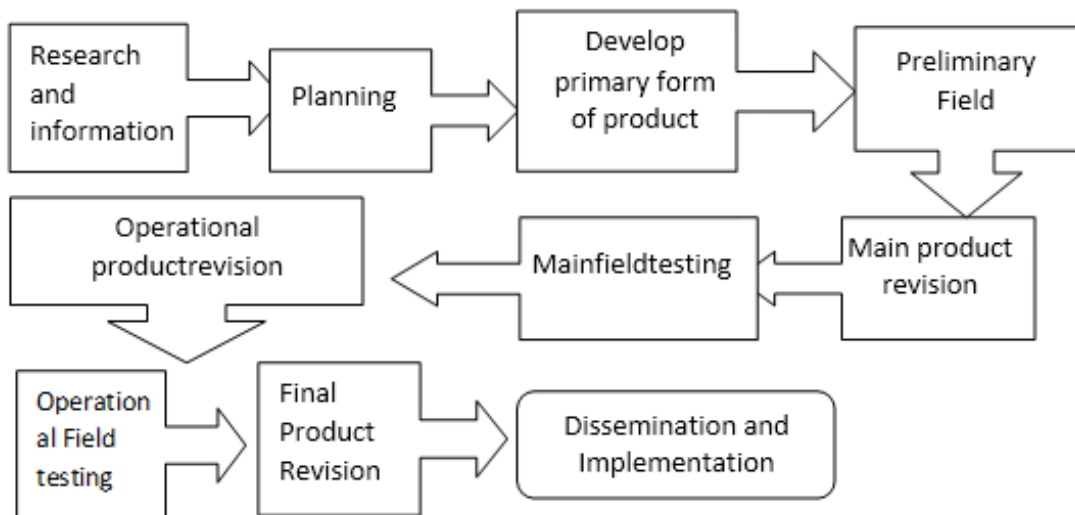 Research
and
information
Planning
Develop
primary form
of product
Preliminary
Field
Main product
revision
Mainfieldtesting
Operational
productrevision
Operation
al Field
testing
Final
Product
Revision
Dissemination and
Implementation